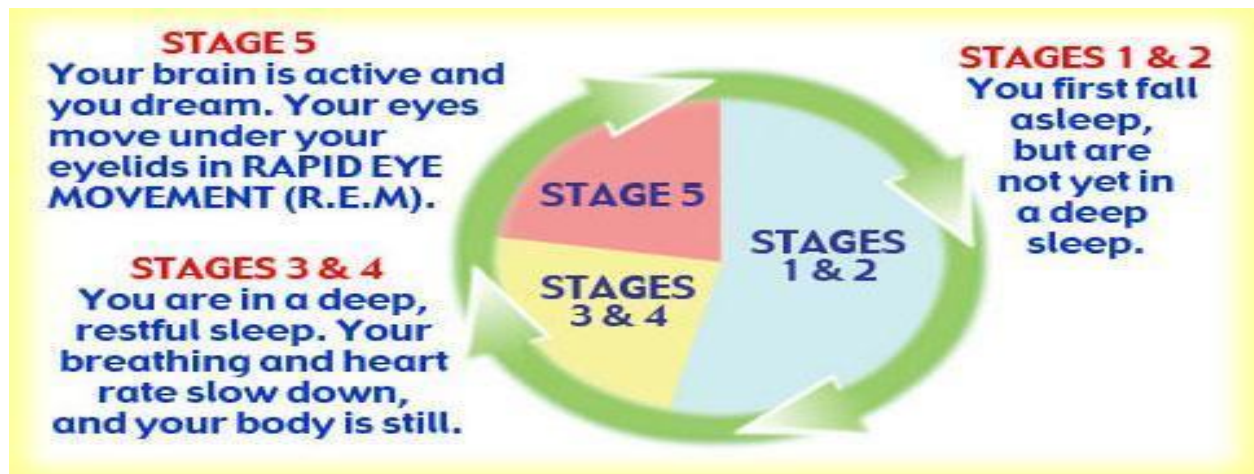 STAGE 5
Your brain is active and
you dream. Your eyes
move under your
eyelids in RAPID EYE
MOVEMENT (R.E.M).
STAGES 3 & 4
You are in a deep,
restful sleep. Your
breathing and heart
rate slow down,
and your body is still.
STAGE 5
STAGES
3 & 4
STAGES
1 & 2
STAGES 1 & 2
You first fall
asleep,
but are
not yet in
a deep
sleep.